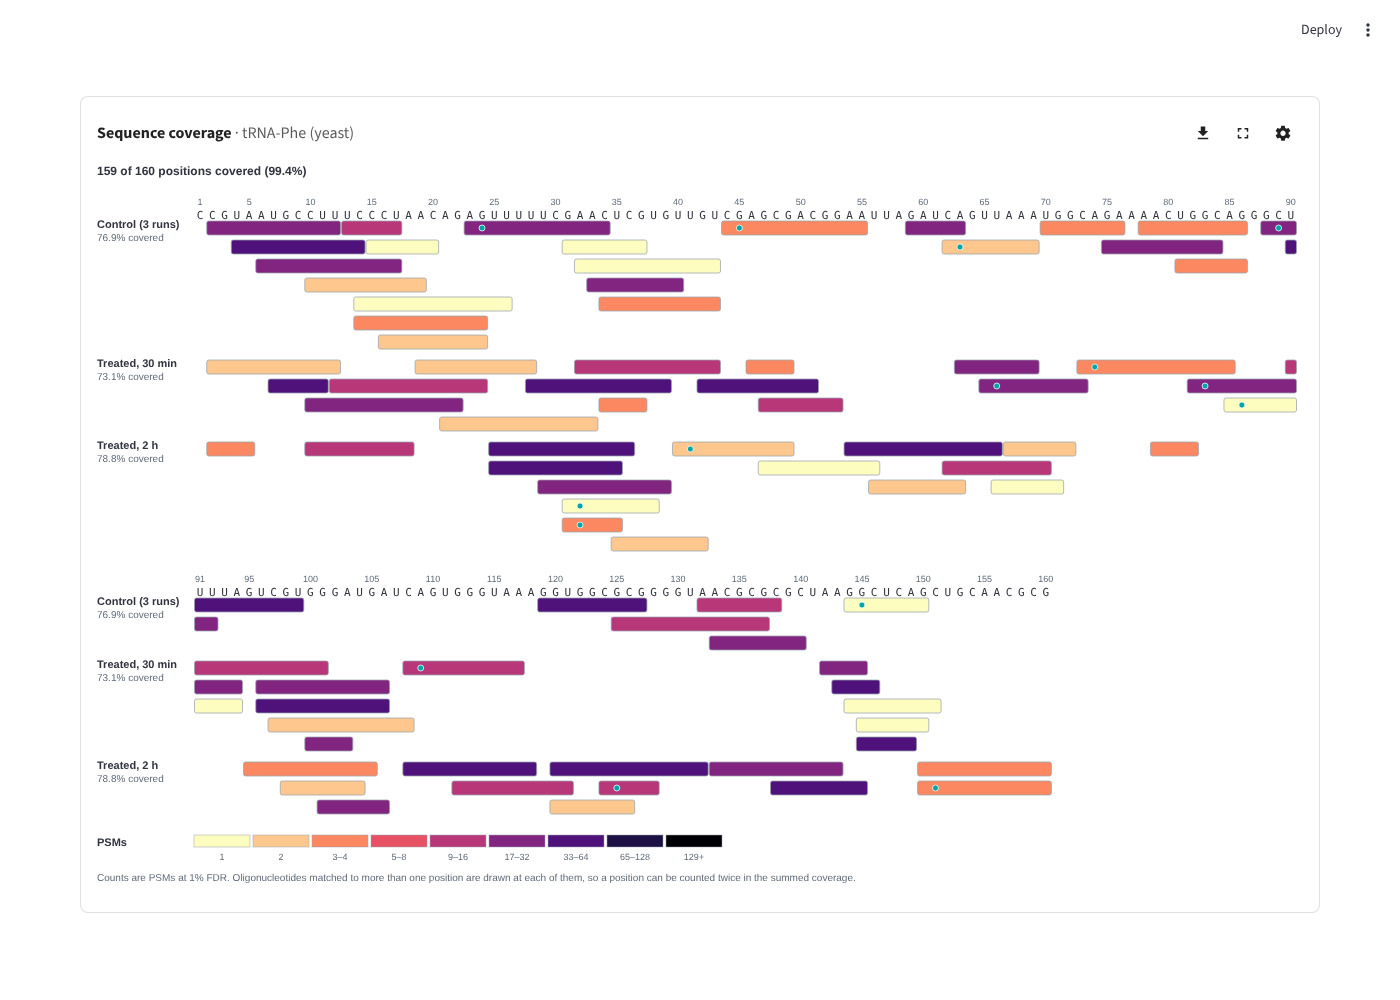 Deploy
Sequence coverage · tRNA-Phe (yeast)
159 of 160 positions covered (99.4%)
1 5 10 15 20 25 30 35 40 45 50 55 60 65 70 75 80 85 90
C C G U A A U G C C U U U C C C U A A C A G A G U U U U U C G A A C U C G U G U U G U C G A G C G A C G G A A U U A G A U C A G U U A A A U G G C A G A A A A C U G G C A G G G C U
Control (3 runs)
76.9% covered
Treated, 30 min
73.1% covered
Treated, 2 h
78.8% covered
91 95 100 105 110 115 120 125 130 135 140 145 150 155 160
U U U A G U C G U G G G A U G A U C A G U G G G U A A A G G U G G C G C G G G G U A A C G C G C G C U A A G G C U C A G C U G C A A C G C G
Control (3 runs)
76.9% covered
Treated, 30 min
73.1% covered
Treated, 2 h
78.8% covered
PSMs
1 2 3–4 5–8 9–16 17–32 33–64 65–128 129+
Counts are PSMs at 1% FDR. Oligonucleotides matched to more than one position are drawn at each of them, so a position can be counted twice in the summed coverage.